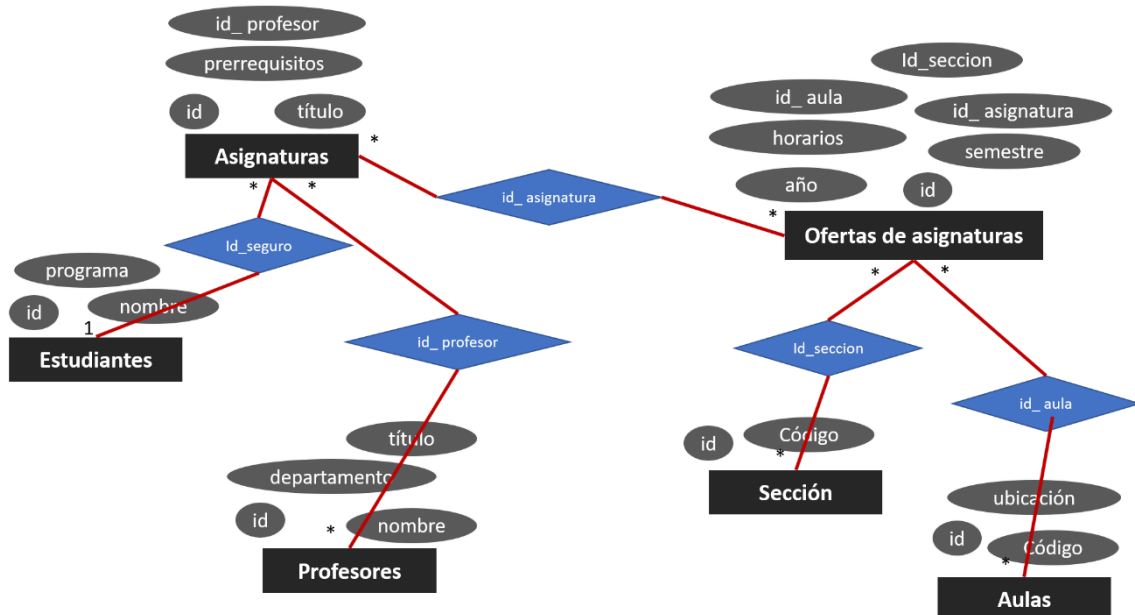 id_ profesor
prerrequisitos
id
título
Asignaturas
*
*
*
Id_seccion
id_ aula
id_ asignatura
horarios
semestre
año
id
*
Ofertas de asignaturas
*
*
id_ asignatura
Id_seguro
programa
id
nombre
1
Estudiantes
id_ profesor
título
departamento
id
*
nombre
Profesores
Id_seccion
id
Código
*
Sección
id_ aula
ubicación
id
*
Código
Aulas